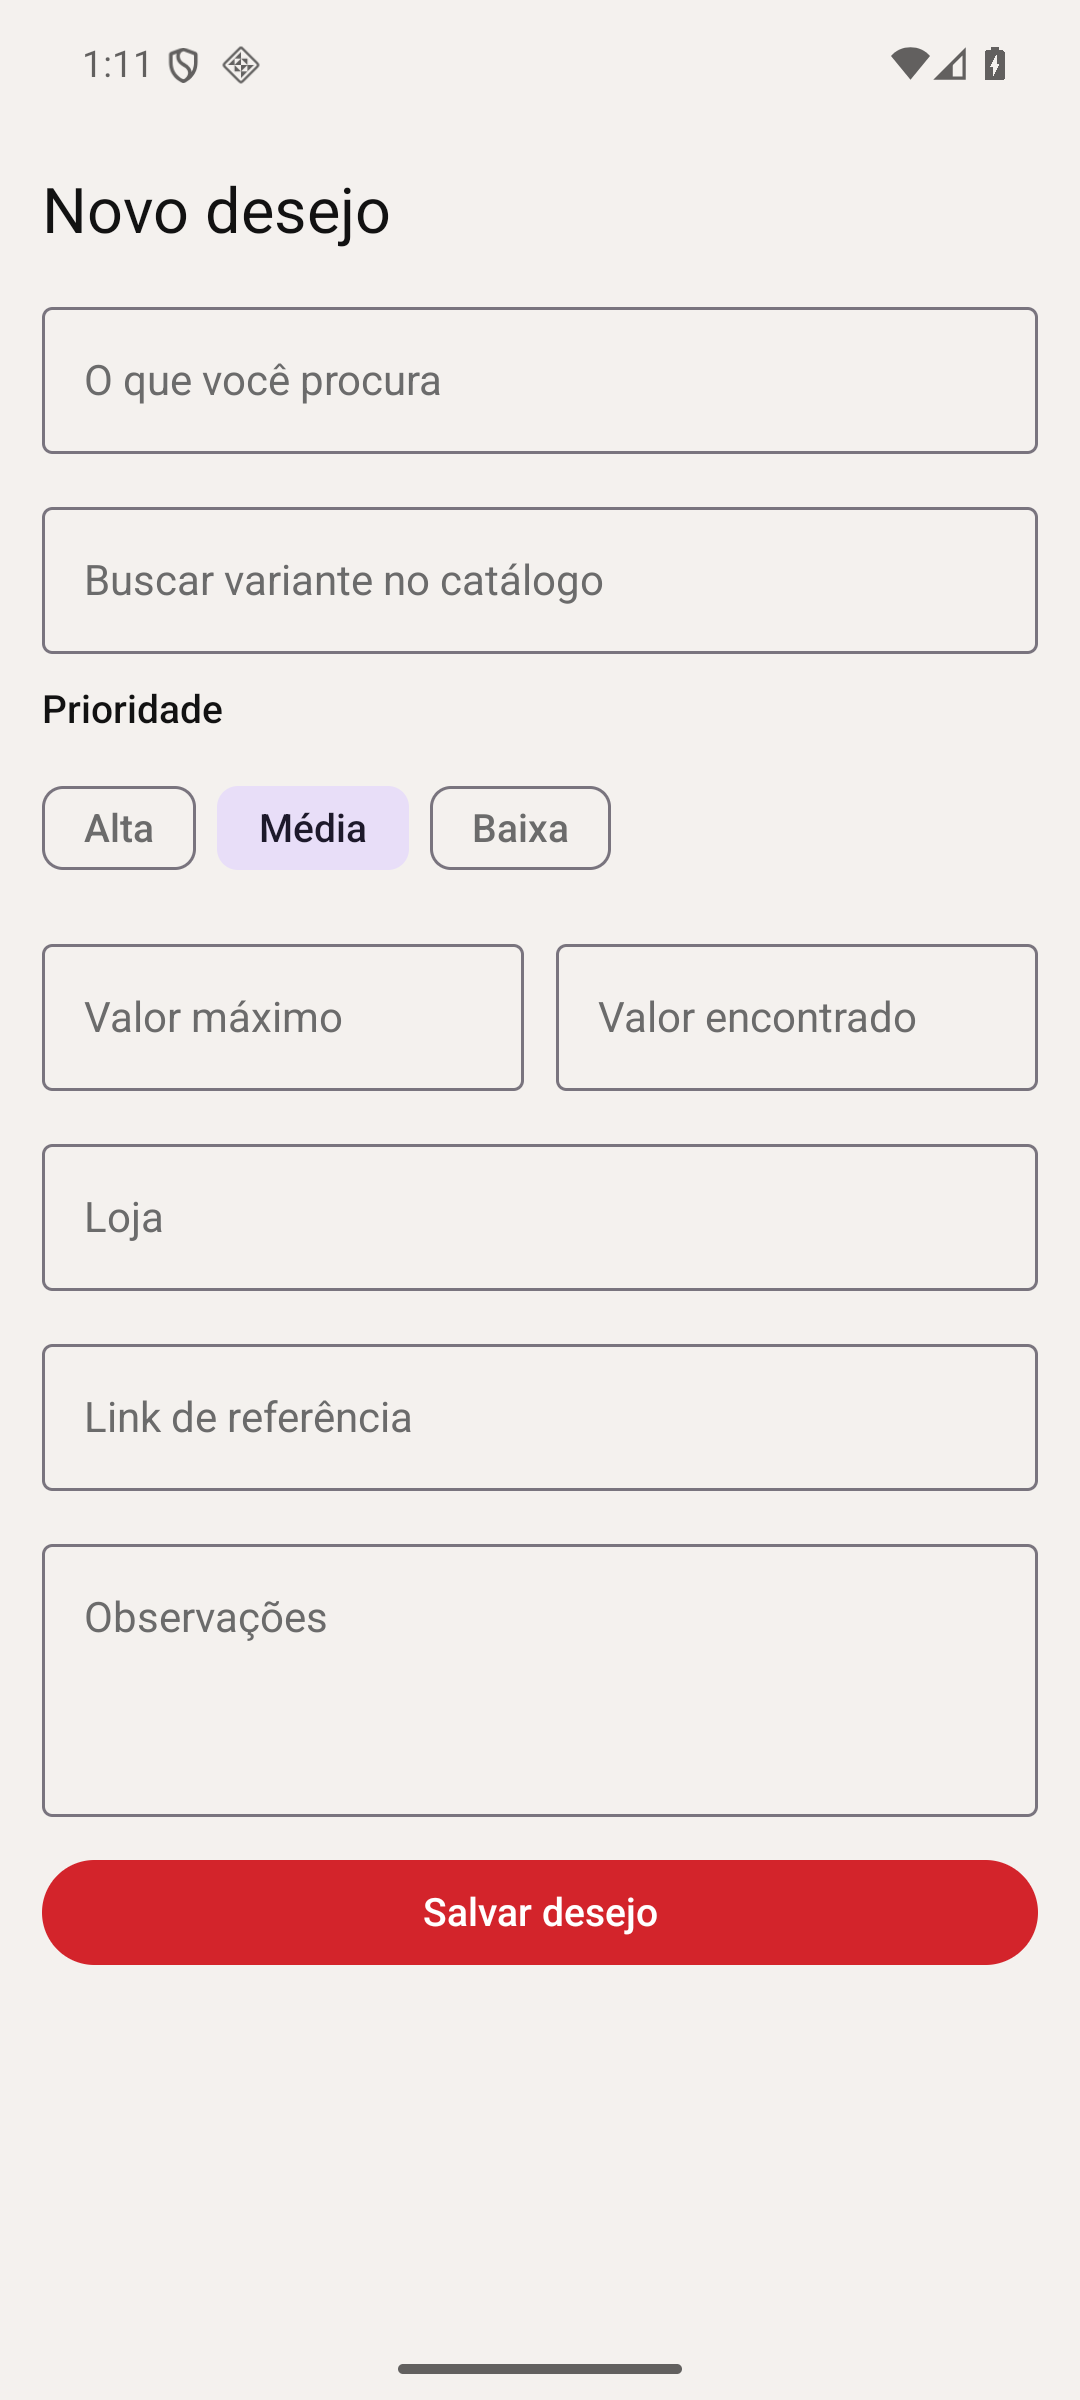 1:11
Novo desejo
O que você procura
Buscar variante no catálogo
Prioridade
Alta Média Baixa
Valor máximo Valor encontrado
Loja
Link de referência
Observações
Salvar desejo